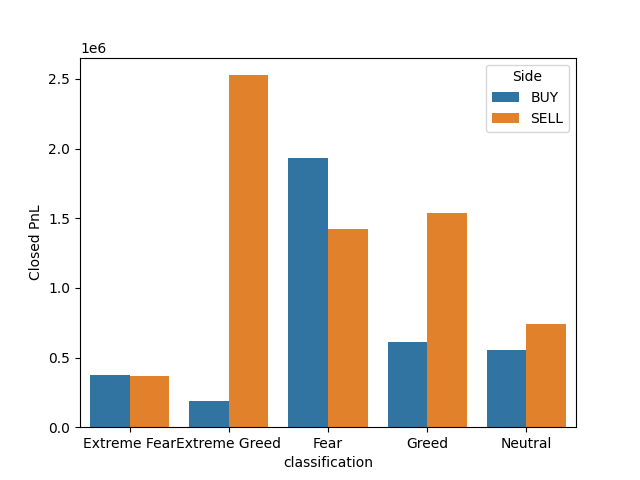 1e6
2.5
2.0
1.5
1.0
0.5
0.0
Closed PnL
Side
BUY
SELL
Extreme Fear Extreme Greed Fear Greed Neutral
classification